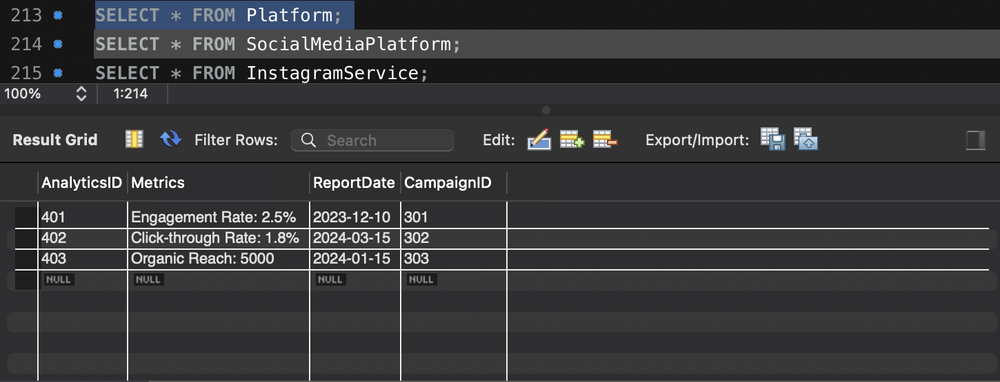 213 SELECT * FROM Platform;
214 SELECT * FROM SocialMediaPlatform;
215 SELECT * FROM InstagramService;
100% 1:214
Result Grid Filter Rows: Search Edit: Export/Import:
AnalyticsID Metrics ReportDate CampaignID
401 Engagement Rate: 2.5% 2023-12-10 301
402 Click-through Rate: 1.8% 2024-03-15 302
403 Organic Reach: 5000 2024-01-15 303
NULL NULL NULL NULL